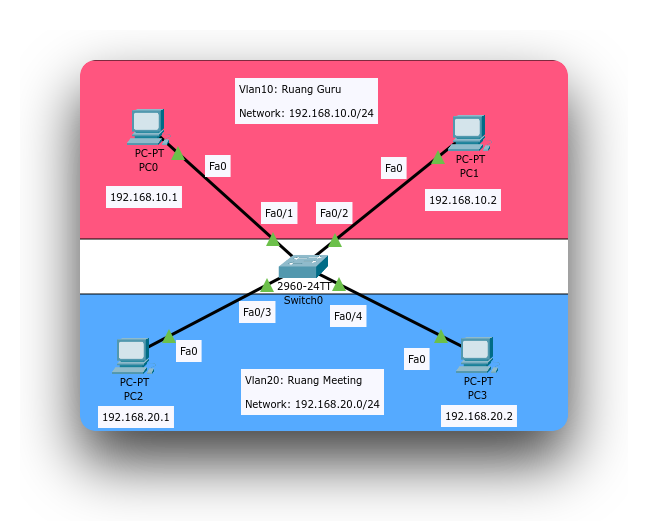 Vlan10: Ruang Guru
Network: 192.168.10.0/24
PC-PT
PC0
Fa0
192.168.10.1
Fa0
PC-PT
PC1
192.168.10.2
Fa0/1
Fa0/2
2960-24TT
Switch0
Fa0/3
Fa0/4
Fa0
PC-PT
PC2
192.168.20.1
Vlan20: Ruang Meeting
Network: 192.168.20.0/24
Fa0
PC-PT
PC3
192.168.20.2